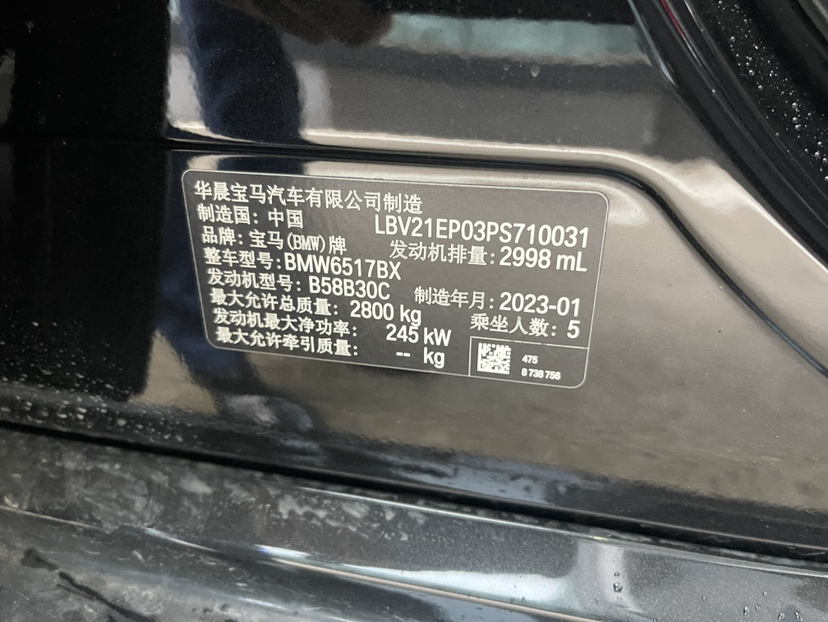 华晨宝马汽车有限公司制造
制造国：中国 LBV21EP03PS710031
品牌：宝马(BMW)牌 发动机排量：2998 mL
整车型号：BMW6517BX
发动机型号：B58B30C 制造年月：2023-01
最大允许总质量：2800 kg 乘坐人数：5
发动机最大净功率：245 kW
最大允许牵引质量：-- kg
475
8 738 756